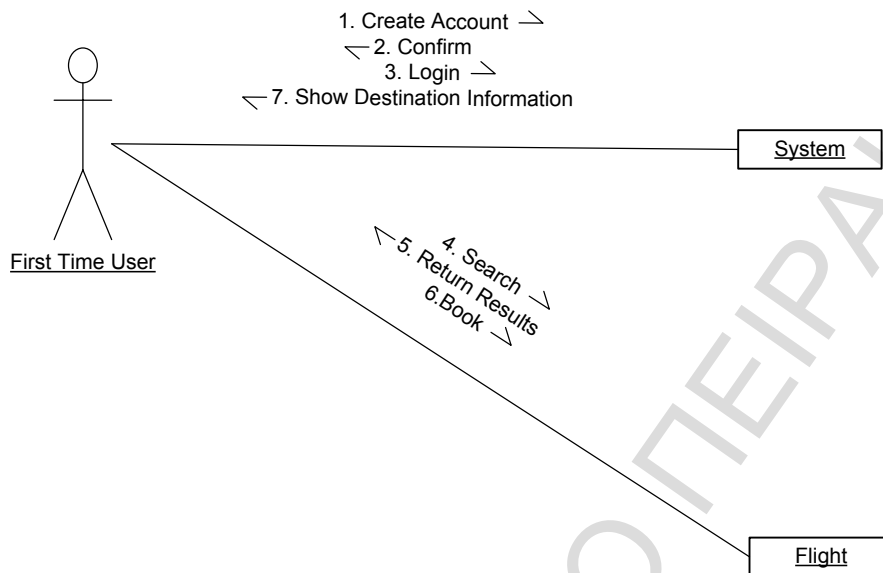 1. Create Account
2. Confirm
3. Login
7. Show Destination Information
System
First Time User
4. Search
5. Return Results
6.Book
Flight
Ο ΠΕΙΡΑ